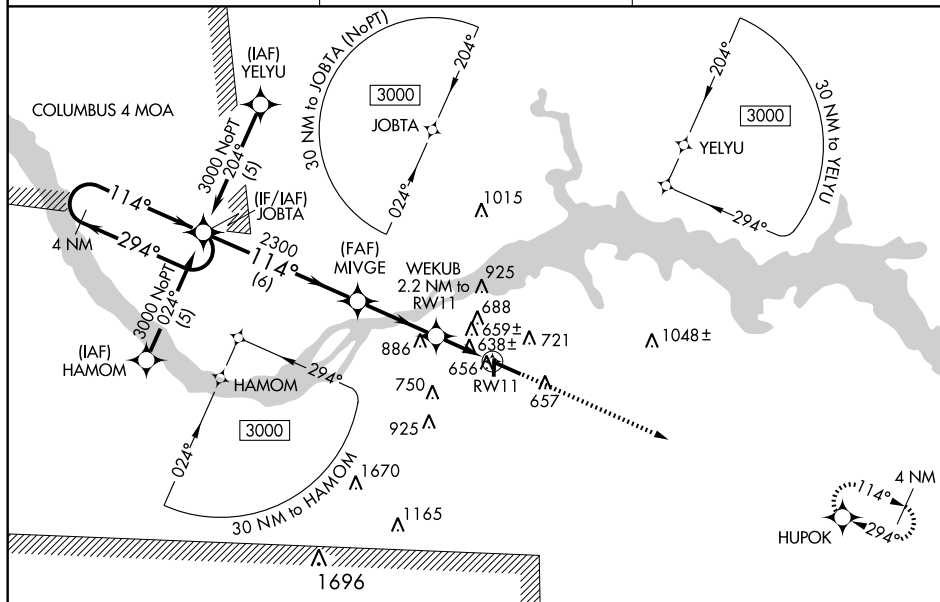 (IAF)
YELYU
COLUMBUS 4 MOA
3000 NoPT
204°
(5)
(IF/IAF)
JOBTA
114°
294°
4 NM
2300
114°
(6)
3000 NoPT
024°
(5)
(IAF)
HAMOM
(FAF)
MIVGE
WEKUB
2.2 NM to
RW11
30 NM to JOBTA (NoPT)
204°
3000
JOBTA
024°
204°
3000
YELYU
294°
30 NM to YELYU
1015
925
688
659±
638±
886
656
RW11
721
1048±
657
750
925
1670
1165
1696
294°
HAMOM
3000
024°
30 NM to HAMOM
4 NM
114°
294°
HUPOK